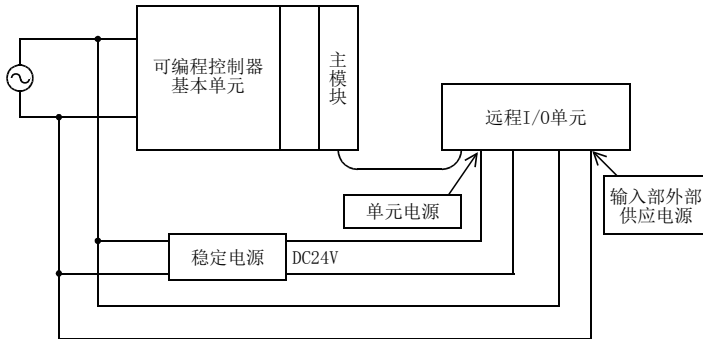 可编程控制器
基本单元
主
模
块
远程I/O单元
单元电源
输入部外部
供应电源
稳定电源
DC24V